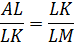 AL/LK = LK/LM